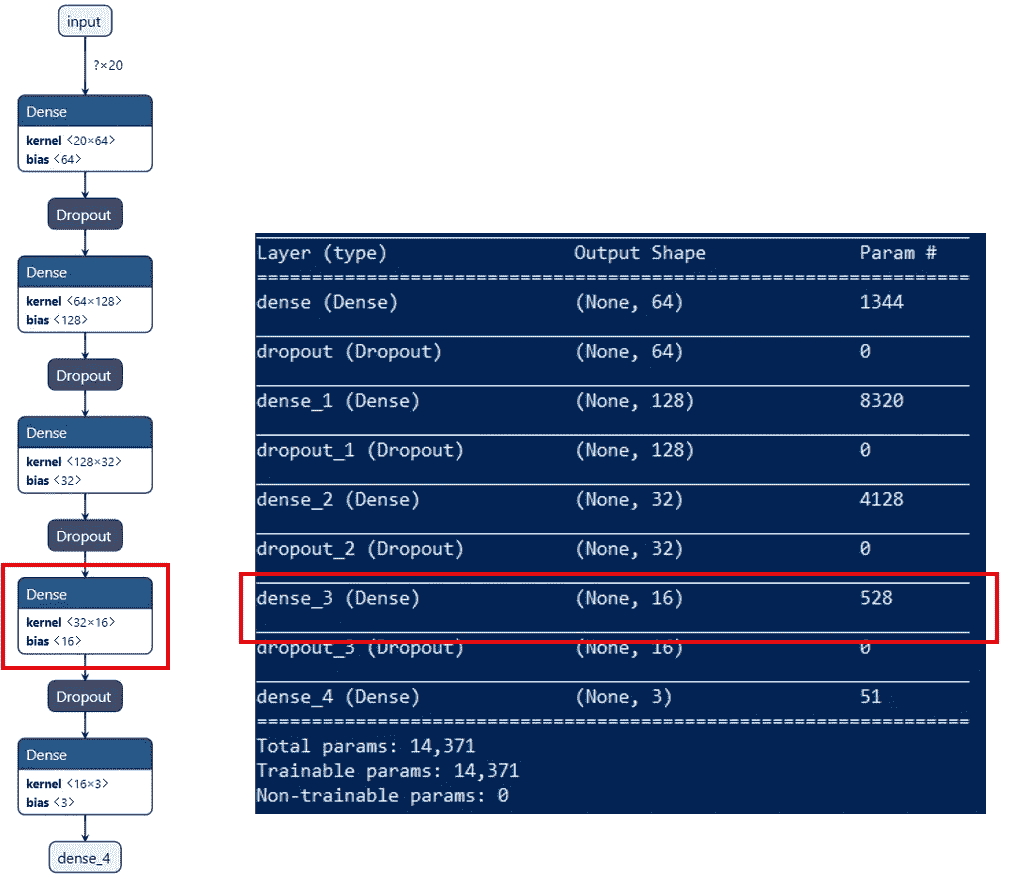 input
?×20
Dense
kernel <20×64>
bias <64>
Dropout
Dense
kernel <64×128>
bias <128>
Dropout
Dense
kernel <128×32>
bias <32>
Dropout
Dense
kernel <32×16>
bias <16>
Dropout
Dense
kernel <16×3>
bias <3>
dense_4
Layer (type) Output Shape Param #
=================================================================
dense (Dense) (None, 64) 1344
dropout (Dropout) (None, 64) 0
dense_1 (Dense) (None, 128) 8320
dropout_1 (Dropout) (None, 128) 0
dense_2 (Dense) (None, 32) 4128
dropout_2 (Dropout) (None, 32) 0
dense_3 (Dense) (None, 16) 528
dropout_3 (Dropout) (None, 16) 0
dense_4 (Dense) (None, 3) 51
=================================================================
Total params: 14,371
Trainable params: 14,371
Non-trainable params: 0